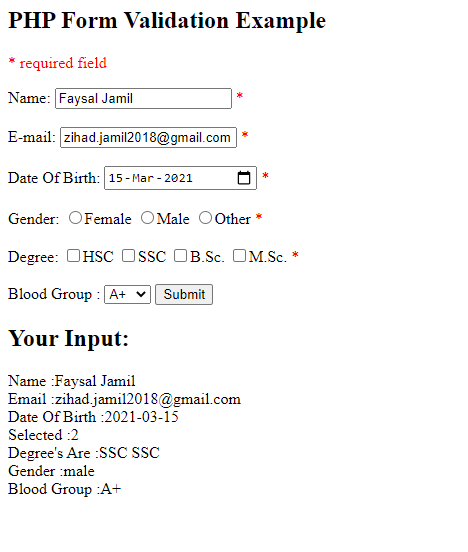 PHP Form Validation Example
* required field
Name: Faysal Jamil *
E-mail: zihad.jamil2018@gmail.com *
Date Of Birth: 15-Mar-2021 *
Gender: Female Male Other *
Degree: HSC SSC B.Sc. M.Sc. *
Blood Group : A+ Submit
Your Input:
Name :Faysal Jamil
Email :zihad.jamil2018@gmail.com
Date Of Birth :2021-03-15
Selected :2
Degree's Are :SSC SSC
Gender :male
Blood Group :A+